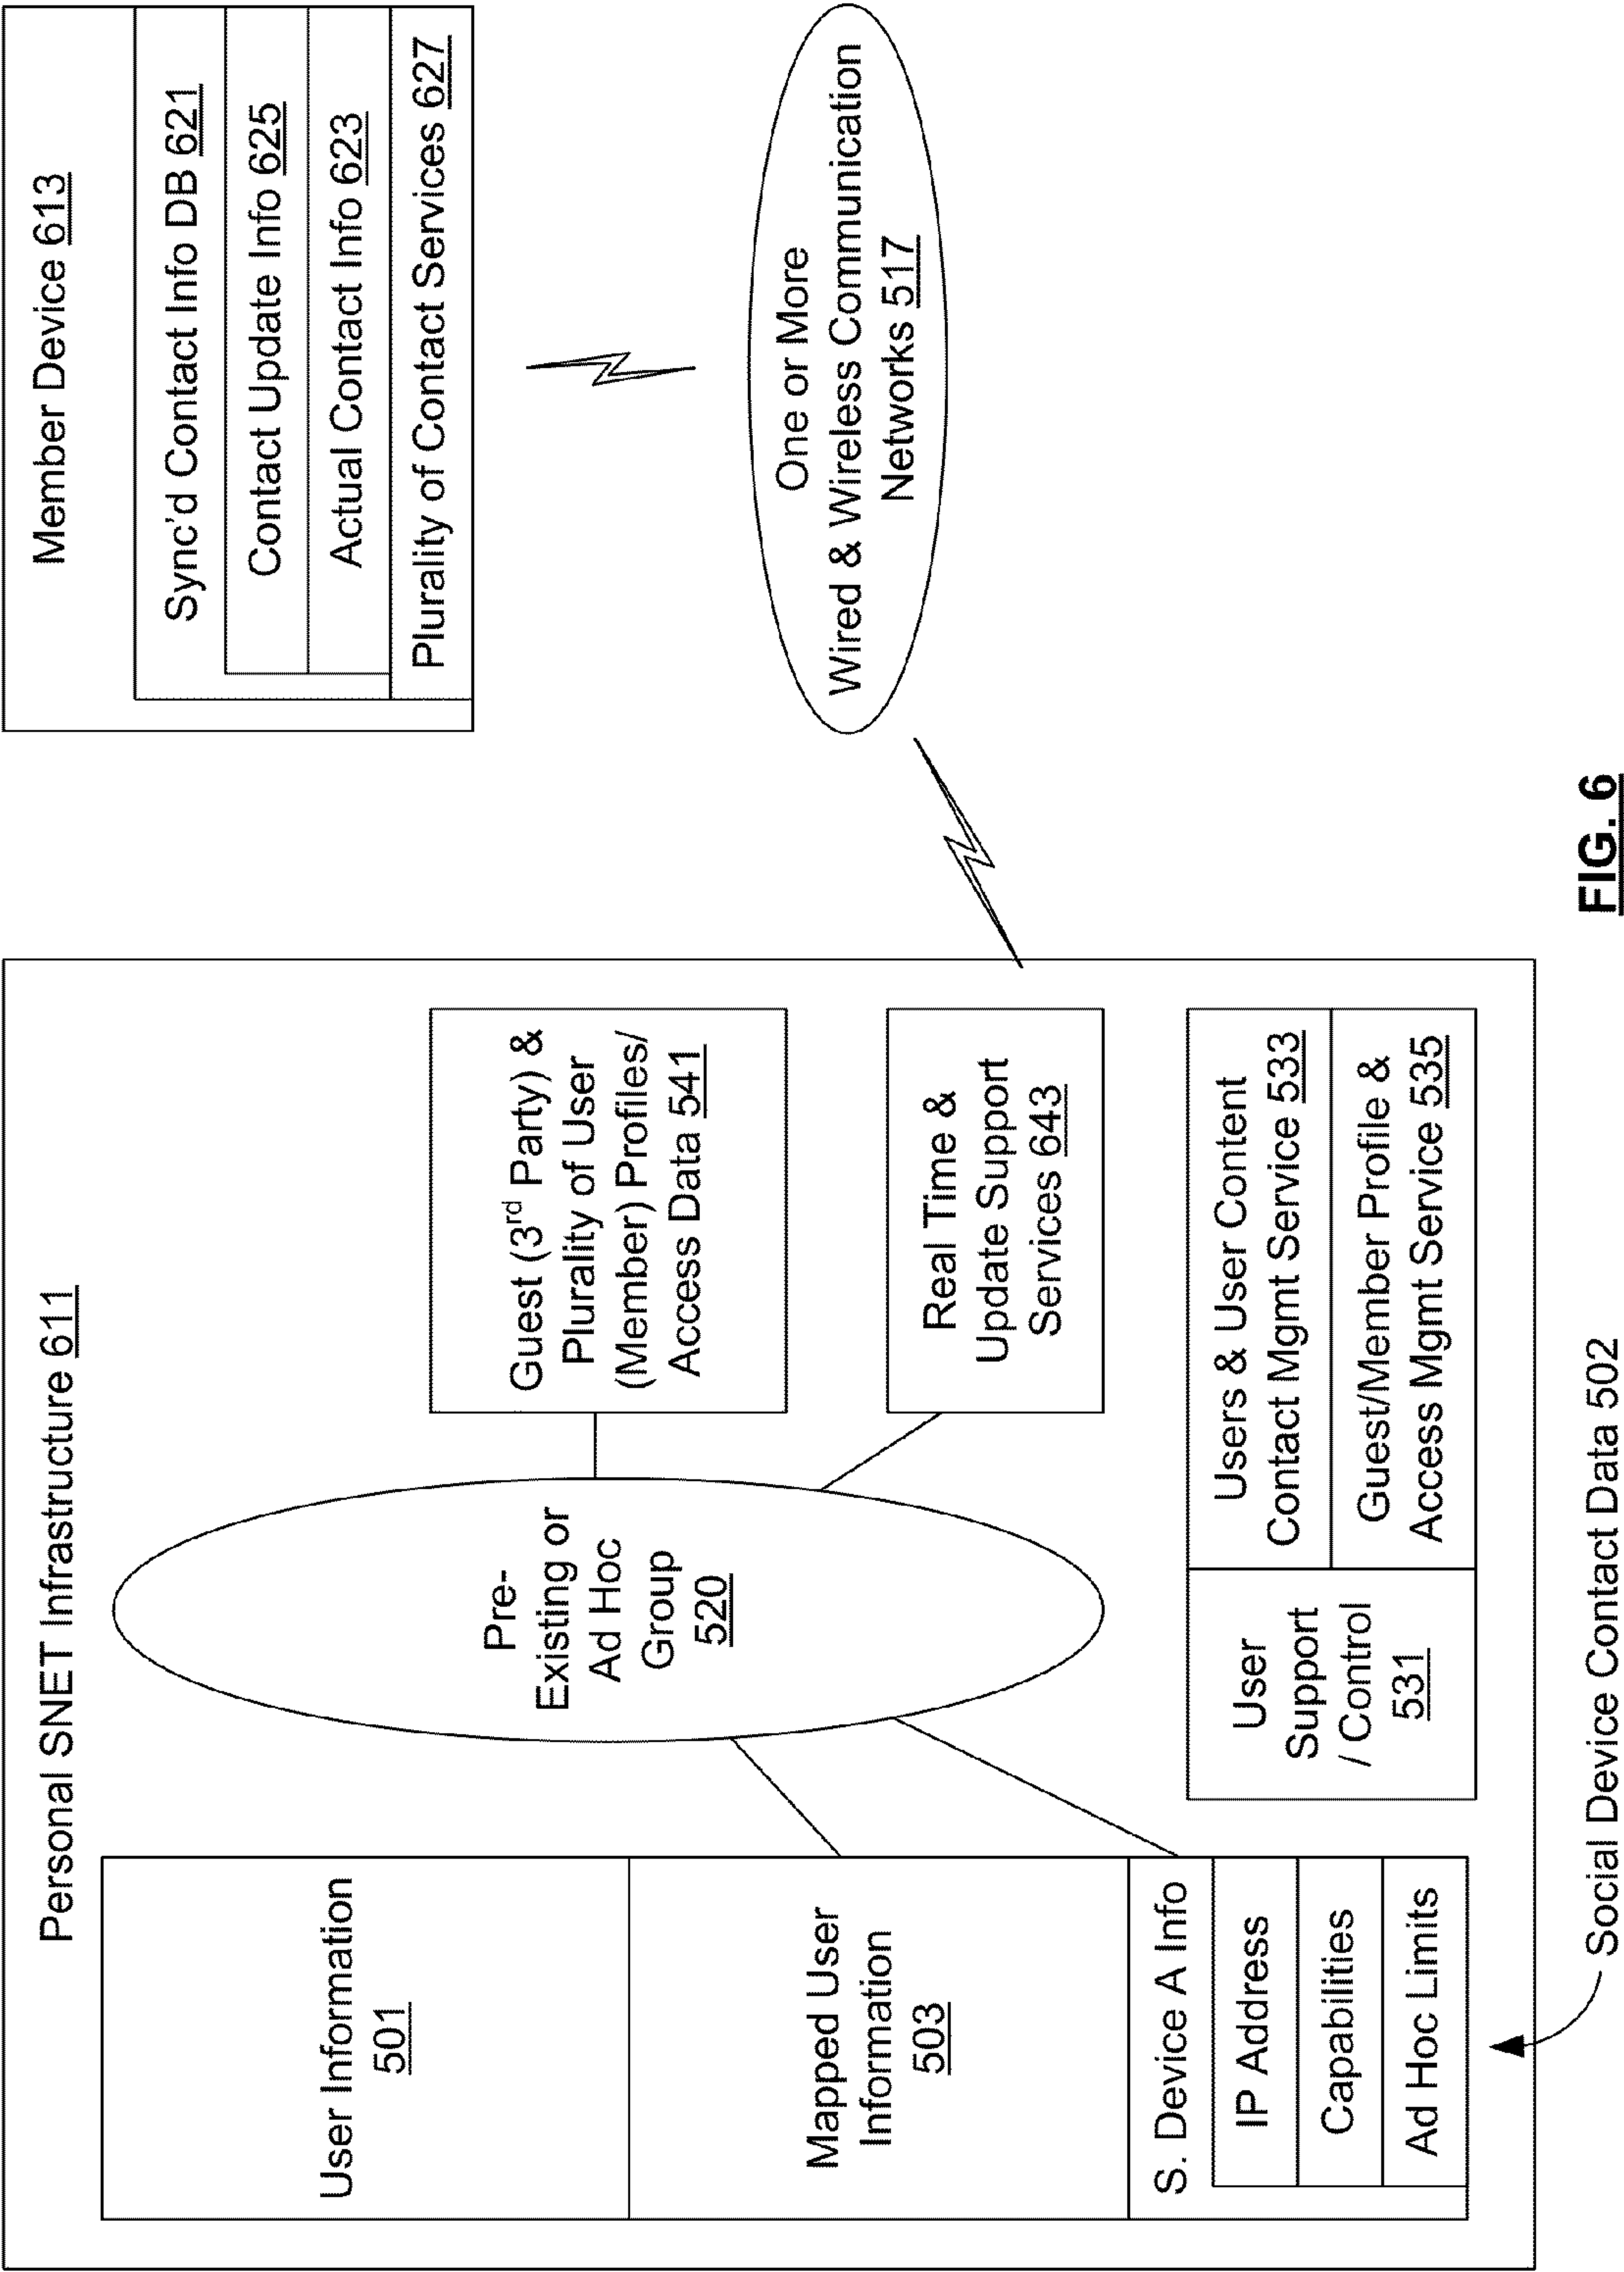 Personal SNET Infrastructure 611
User Information
501
Mapped User
Information
503
S. Device A Info
IP Address
Capabilities
Ad Hoc Limits
Social Device Contact Data 502
Pre-
Existing or
Ad Hoc
Group
520
Guest (3rd Party) &
Plurality of User
(Member) Profiles/
Access Data 541
Real Time &
Update Support
Services 643
User
Support
/ Control
531
Users & User Content
Contact Mgmt Service 533
Guest/Member Profile &
Access Mgmt Service 535
Member Device 613
Sync'd Contact Info DB 621
Contact Update Info 625
Actual Contact Info 623
Plurality of Contact Services 627
One or More
Wired & Wireless Communication
Networks 517
FIG. 6